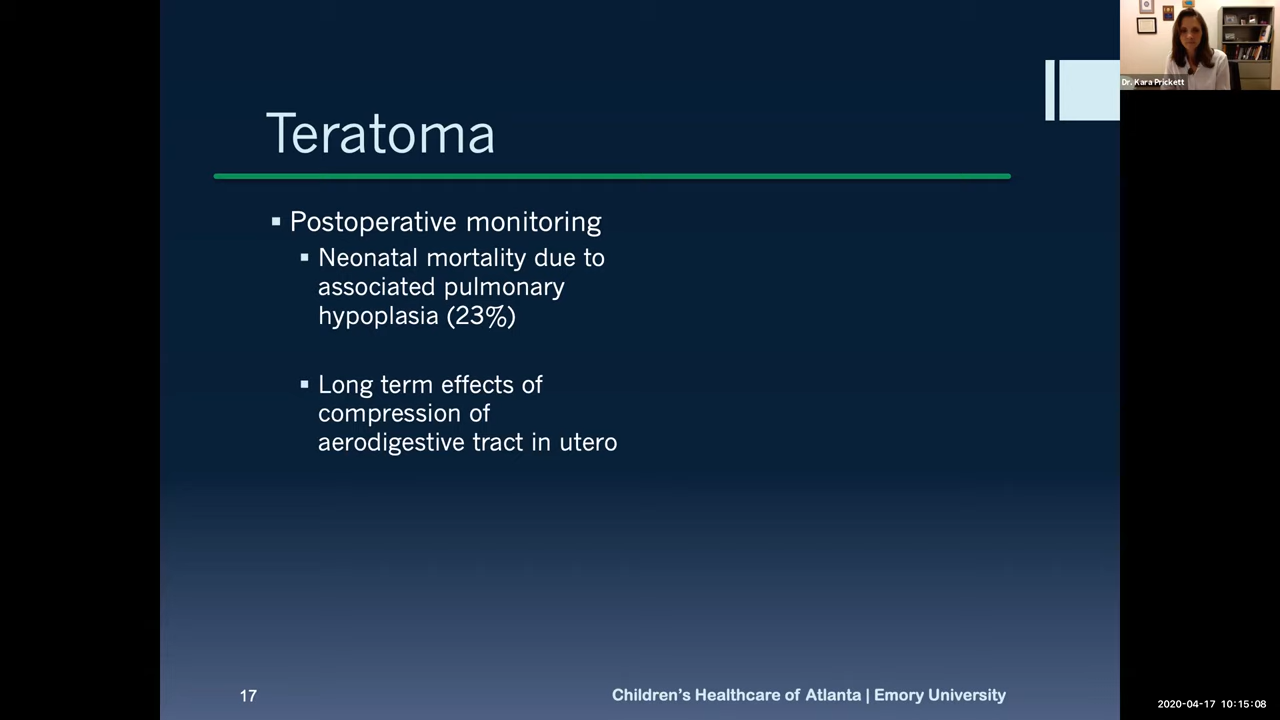 Teratoma
▪ Postoperative monitoring
▪ Neonatal mortality due to
associated pulmonary
hypoplasia (23%)
▪ Long term effects of
compression of
aerodigestive tract in utero
17
Children's Healthcare of Atlanta | Emory University
Dr. Kara Prickett
2020-04-17 10:15:08